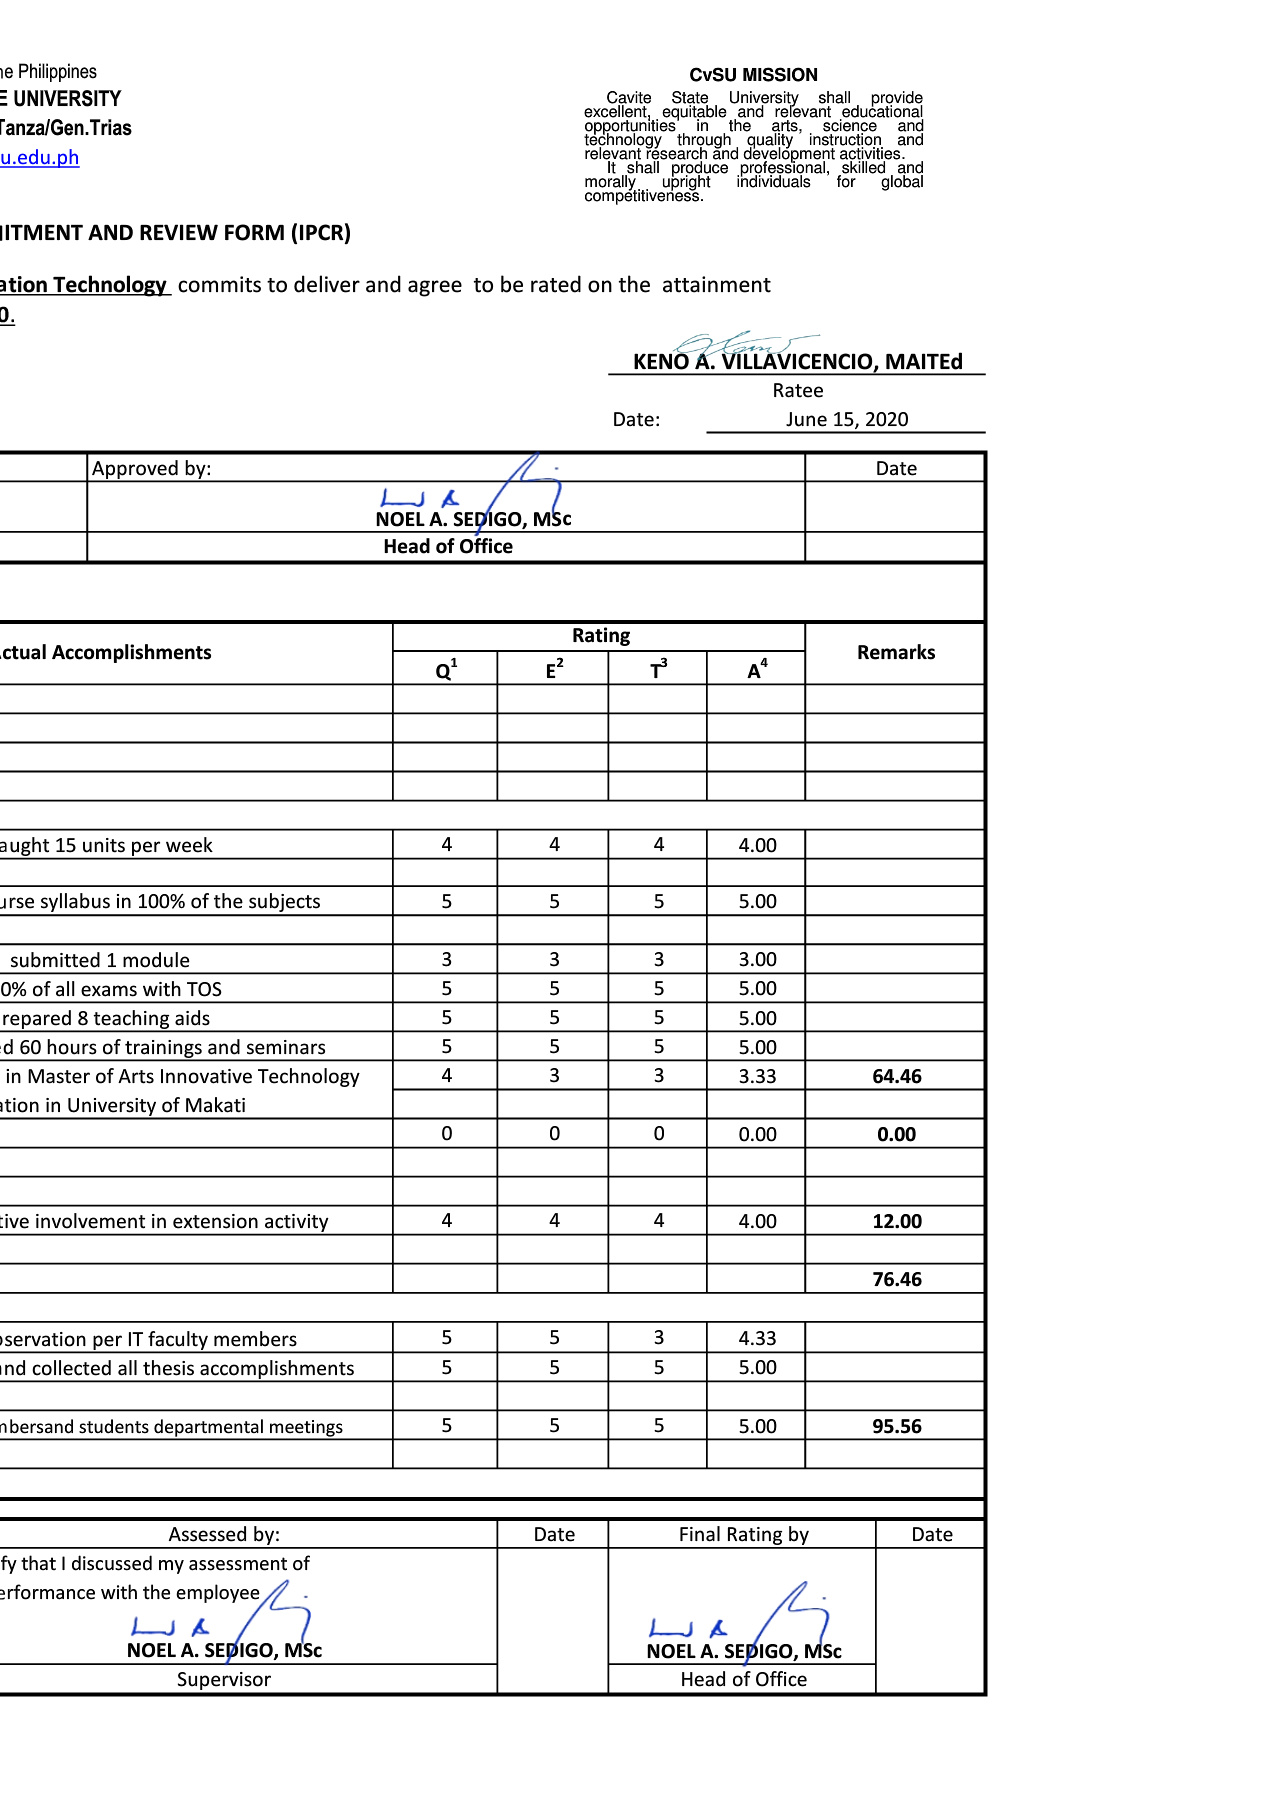 ne Philippines
E UNIVERSITY
Tanza/Gen.Trias
u.edu.ph
CvSU MISSION
Cavite State University shall provide
excellent, equitable and relevant educational
opportunities in the arts, science and
technology through quality instruction and
relevant research and development activities.
It shall produce professional, skilled and
morally upright individuals for global
competitiveness.
ITMENT AND REVIEW FORM (IPCR)
ation Technology commits to deliver and agree to be rated on the attainment
0.
KENO A. VILLAVICENCIO, MAITEd
Ratee
Date: June 15, 2020
Approved by: Date
NOEL A. SEDIGO, MSc
Head of Office
Rating
ctual Accomplishments Remarks
Q¹ E² T³ A⁴
aught 15 units per week 4 4 4 4.00
urse syllabus in 100% of the subjects 5 5 5 5.00
submitted 1 module 3 3 3 3.00
0% of all exams with TOS 5 5 5 5.00
repared 8 teaching aids 5 5 5 5.00
ed 60 hours of trainings and seminars 5 5 5 5.00
in Master of Arts Innovative Technology 4 3 3 3.33 64.46
ation in University of Makati
0 0 0 0.00 0.00
tive involvement in extension activity 4 4 4 4.00 12.00
76.46
bservation per IT faculty members 5 5 3 4.33
and collected all thesis accomplishments 5 5 5 5.00
mbersand students departmental meetings 5 5 5 5.00 95.56
Assessed by: Date Final Rating by Date
fy that I discussed my assessment of
erformance with the employee
NOEL A. SEDIGO, MSc NOEL A. SEDIGO, MSc
Supervisor Head of Office